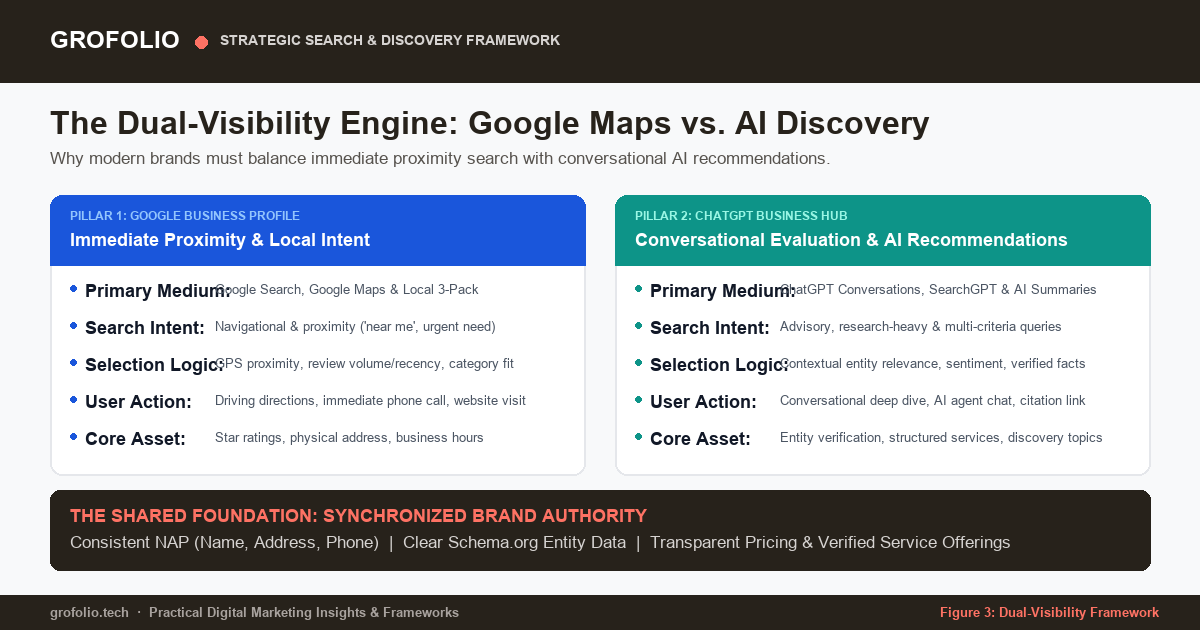 GROFOLIO
STRATEGIC SEARCH & DISCOVERY FRAMEWORK
The Dual-Visibility Engine: Google Maps vs. AI Discovery
Why modern brands must balance immediate proximity search with conversational AI recommendations.
PILLAR 1: GOOGLE BUSINESS PROFILE
Immediate Proximity & Local Intent
Primary Medium: Google Search, Google Maps & Local 3-Pack
Search Intent: Navigational & proximity ('near me', urgent need)
Selection Logic: GPS proximity, review volume/recency, category fit
User Action: Driving directions, immediate phone call, website visit
Core Asset: Star ratings, physical address, business hours
PILLAR 2: CHATGPT BUSINESS HUB
Conversational Evaluation & AI Recommendations
Primary Medium: ChatGPT Conversations, SearchGPT & AI Summaries
Search Intent: Advisory, research-heavy & multi-criteria queries
Selection Logic: Contextual entity relevance, sentiment, verified facts
User Action: Conversational deep dive, AI agent chat, citation link
Core Asset: Entity verification, structured services, discovery topics
THE SHARED FOUNDATION: SYNCHRONIZED BRAND AUTHORITY
Consistent NAP (Name, Address, Phone) | Clear Schema.org Entity Data | Transparent Pricing & Verified Service Offerings
grofolio.tech · Practical Digital Marketing Insights & Frameworks
Figure 3: Dual-Visibility Framework